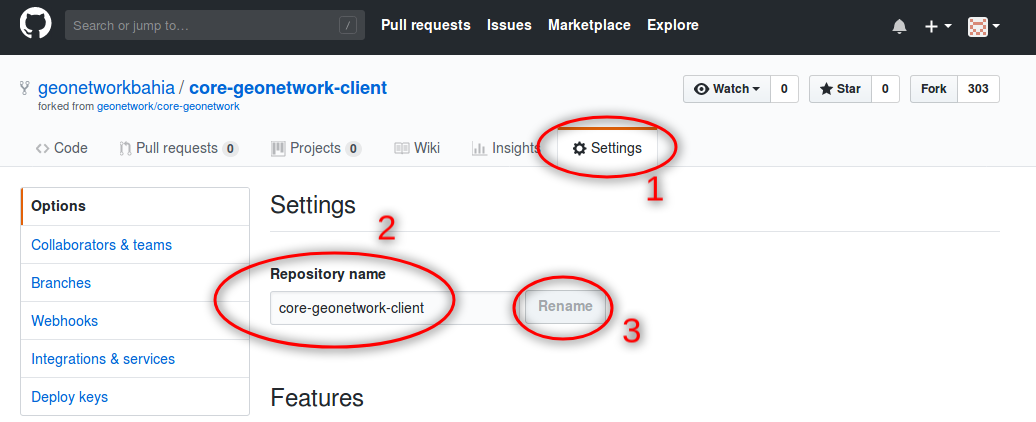 Search or jump to… / Pull requests Issues Marketplace Explore
geonetworkbahia / core-geonetwork-client Watch 0 Star 0 Fork 303
forked from geonetwork/core-geonetwork
Code Pull requests 0 Projects 0 Wiki Insights Settings
1
Options
Collaborators & teams
Branches
Webhooks
Integrations & services
Deploy keys
Settings
2
Repository name
core-geonetwork-client Rename
3
Features